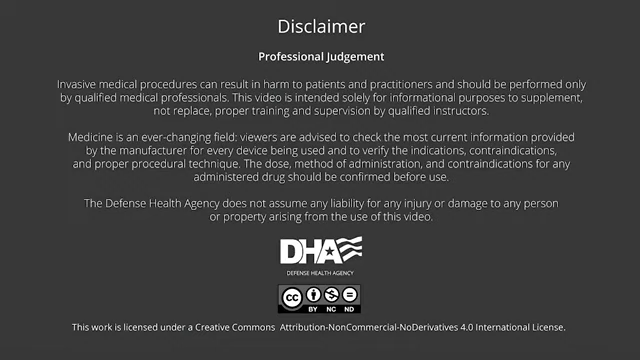 Disclaimer
Professional Judgement
Invasive medical procedures can result in harm to patients and practitioners and should be performed only
by qualified medical professionals. This video is intended solely for informational purposes to supplement,
not replace, proper training and supervision by qualified instructors.
Medicine is an ever-changing field: viewers are advised to check the most current information provided
by the manufacturer for every device being used and to verify the indications, contraindications,
and proper procedural technique. The dose, method of administration, and contraindications for any
administered drug should be confirmed before use.
The Defense Health Agency does not assume any liability for any injury or damage to any person
or property arising from the use of this video.
DHA
DEFENSE HEALTH AGENCY
CC
BY NC ND
This work is licensed under a Creative Commons Attribution-NonCommercial-NoDerivatives 4.0 International License.